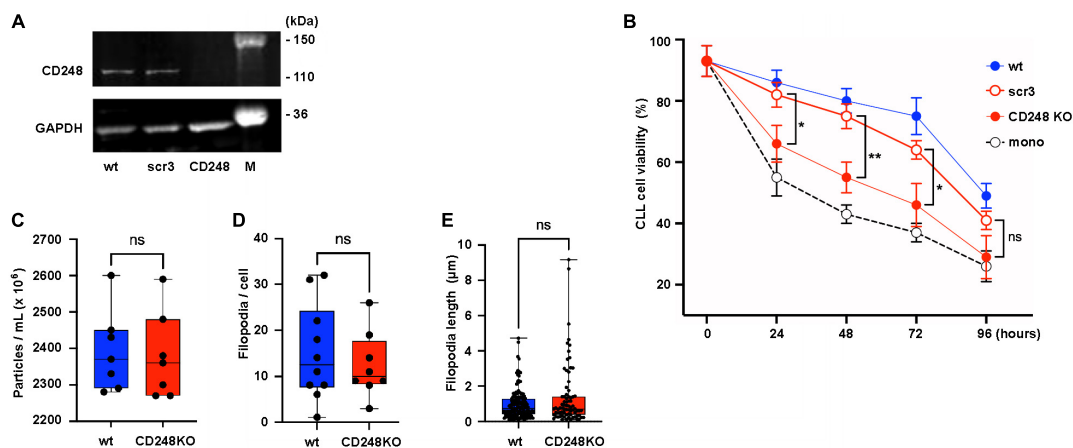 A
(kDa)
- 150
CD248
- 110
- 36
GAPDH
wt scr3 CD248 M
B
CLL cell viability (%)
100
80
60
40
20
0 24 48 72 96 (hours)
*
**
*
ns
wt
scr3
CD248 KO
mono
C
Particles / mL (x 10⁶)
2700
2600
2500
2400
2300
2200
ns
wt CD248KO
D
Filopodia / cell
40
30
20
10
0
ns
wt CD248KO
E
Filopodia length (μm)
10
8
6
4
2
0
ns
wt CD248KO